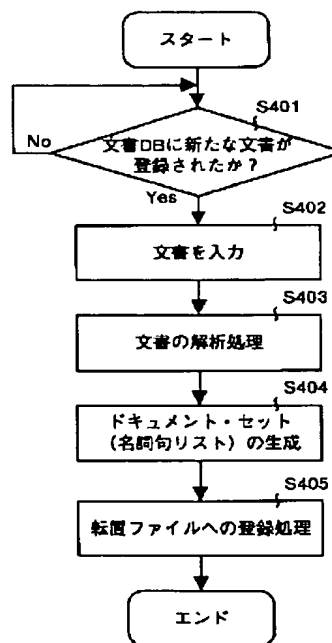 スタート
S401
文書DBに新たな文書が
登録されたか？
No
Yes
S402
文書を入力
S403
文書の解析処理
S404
ドキュメント・セット
(名詞句リスト)の生成
S405
転置ファイルへの登録処理
エンド